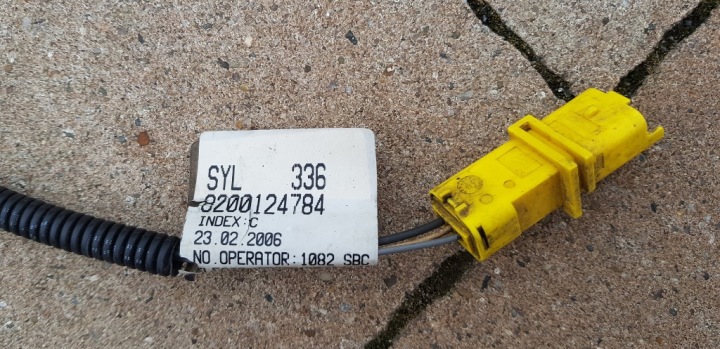 SYL 336
8200124784
INDEX:C
23.02.2006
NO.OPERATOR:1082 SBC